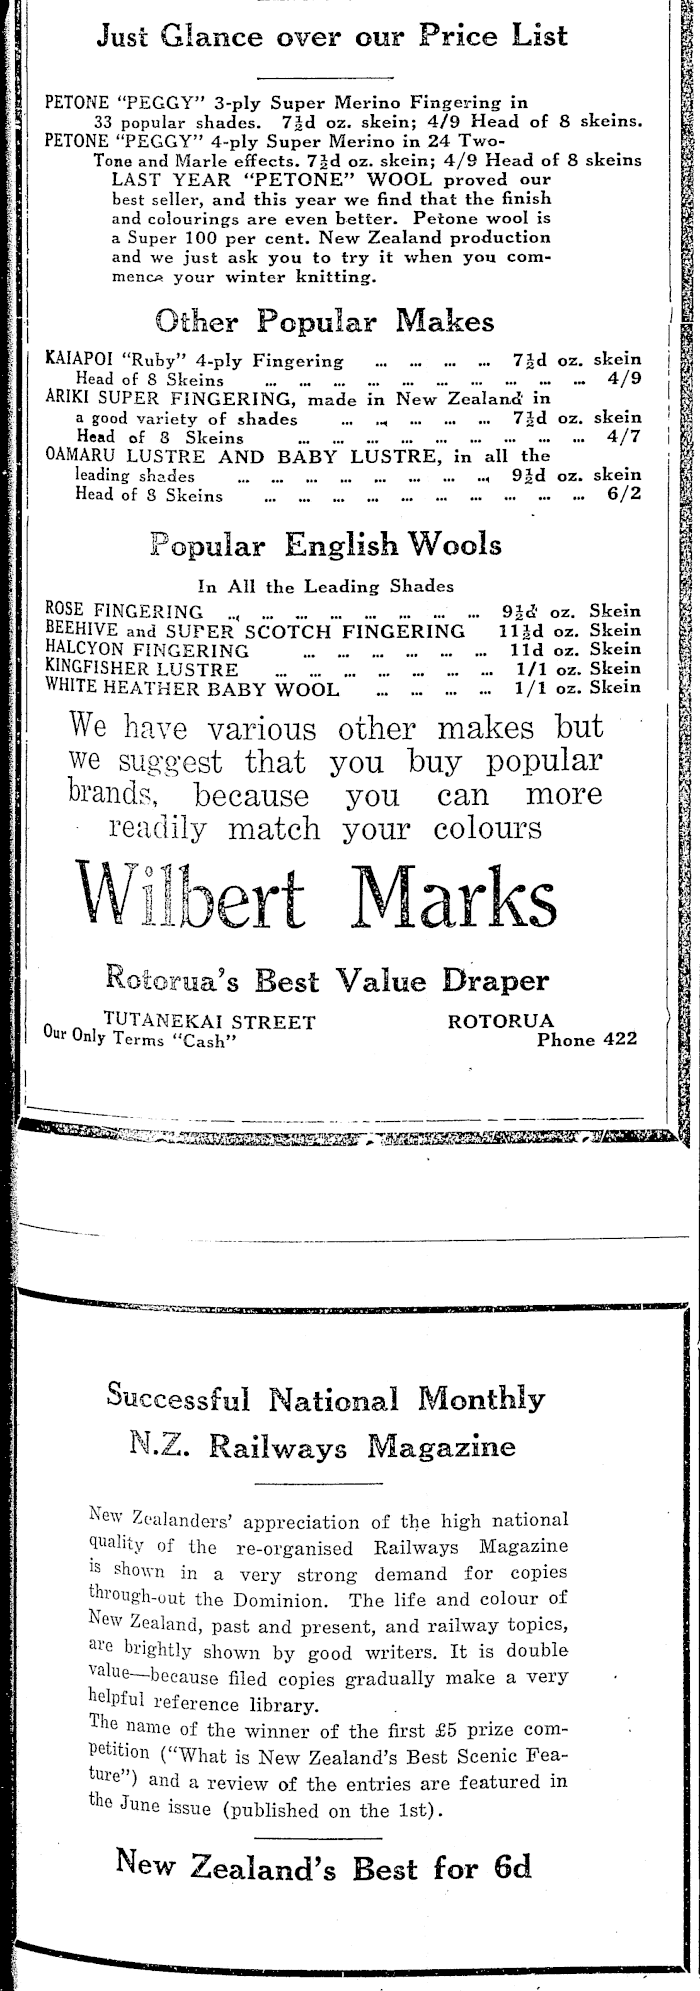 Just Glance over our Price List
PETONE "PEGGY" 3-ply Super Merino Fingering in
33 popular shades. 7½d oz. skein; 4/9 Head of 8 skeins.
PETONE "PEGGY" 4-ply Super Merino in 24 Two-
Tone and Marle effects. 7½d oz. skein; 4/9 Head of 8 skeins
LAST YEAR "PETONE" WOOL proved our
best seller, and this year we find that the finish
and colourings are even better. Petone wool is
a Super 100 per cent. New Zealand production
and we just ask you to try it when you com-
mence your winter knitting.
Other Popular Makes
KAIAPOI "Ruby" 4-ply Fingering ... ... ... ... 7½d oz. skein
Head of 8 Skeins ... ... ... ... ... ... ... ... ... ... 4/9
ARIKI SUPER FINGERING, made in New Zealand in
a good variety of shades ... ... ... ... ... 7½d oz. skein
Head of 8 Skeins ... ... ... ... ... ... ... ... ... 4/7
OAMARU LUSTRE AND BABY LUSTRE, in all the
leading shades ... ... ... ... ... ... ... ... 9½d oz. skein
Head of 8 Skeins ... ... ... ... ... ... ... ... ... ... 6/2
Popular English Wools
In All the Leading Shades
ROSE FINGERING ... ... ... ... ... ... ... ... 9½d oz. Skein
BEEHIVE and SUPER SCOTCH FINGERING 11½d oz. Skein
HALCYON FINGERING ... ... ... ... ... ... 11d oz. Skein
KINGFISHER LUSTRE ... ... ... ... ... ... ... 1/1 oz. Skein
WHITE HEATHER BABY WOOL ... ... ... ... 1/1 oz. Skein
We have various other makes but
we suggest that you buy popular
brands, because you can more
readily match your colours
Wilbert Marks
Rotorua's Best Value Draper
TUTANEKAI STREET ROTORUA
Our Only Terms "Cash" Phone 422
Successful National Monthly
N.Z. Railways Magazine
New Zealanders' appreciation of the high national
quality of the re-organised Railways Magazine
is shown in a very strong demand for copies
through-out the Dominion. The life and colour of
New Zealand, past and present, and railway topics,
are brightly shown by good writers. It is double
value—because filed copies gradually make a very
helpful reference library.
The name of the winner of the first £5 prize com-
petition ("What is New Zealand's Best Scenic Fea-
ture") and a review of the entries are featured in
the June issue (published on the 1st).
New Zealand's Best for 6d